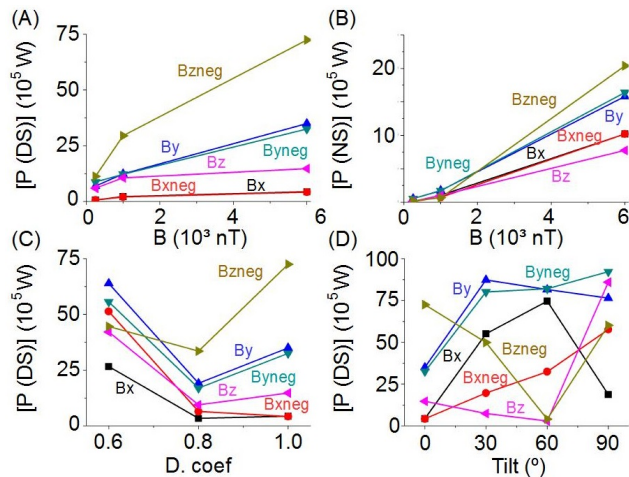 (A)
[P (DS)] (10⁵ W)
75
50
25
0
Bzneg
By
Byneg
Bz
Bxneg
Bx
0 2 4 6
B (10³ nT)
(B)
[P (NS)] (10⁵ W)
20
10
Bzneg
Byneg
By
Bx
Bxneg
Bz
0 2 4 6
B (10³ nT)
(C)
[P (DS)] (10⁵ W)
75
50
25
0
Bzneg
By
Byneg
Bz
Bx
Bxneg
0.6 0.8 1.0
D. coef
(D)
[P (DS)] (10⁵ W)
100
75
50
25
0
By
Byneg
Bx
Bzneg
Bxneg
Bz
0 30 60 90
Tilt (º)